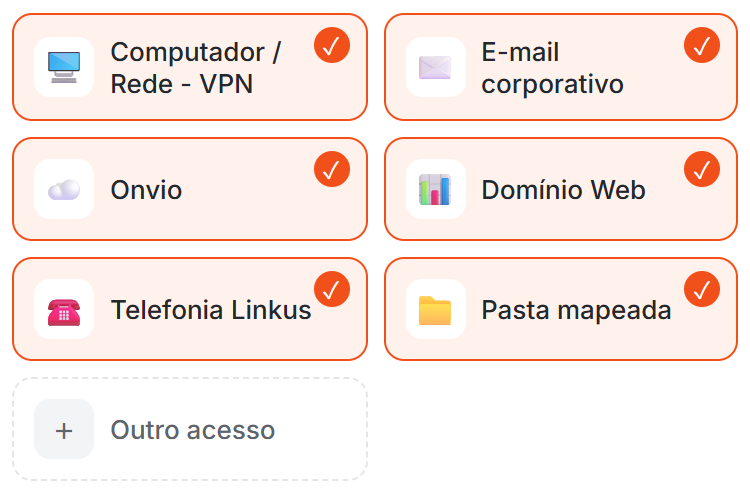 Computador /
Rede - VPN
E-mail
corporativo
Onvio
Domínio Web
Telefonia Linkus
Pasta mapeada
+ Outro acesso